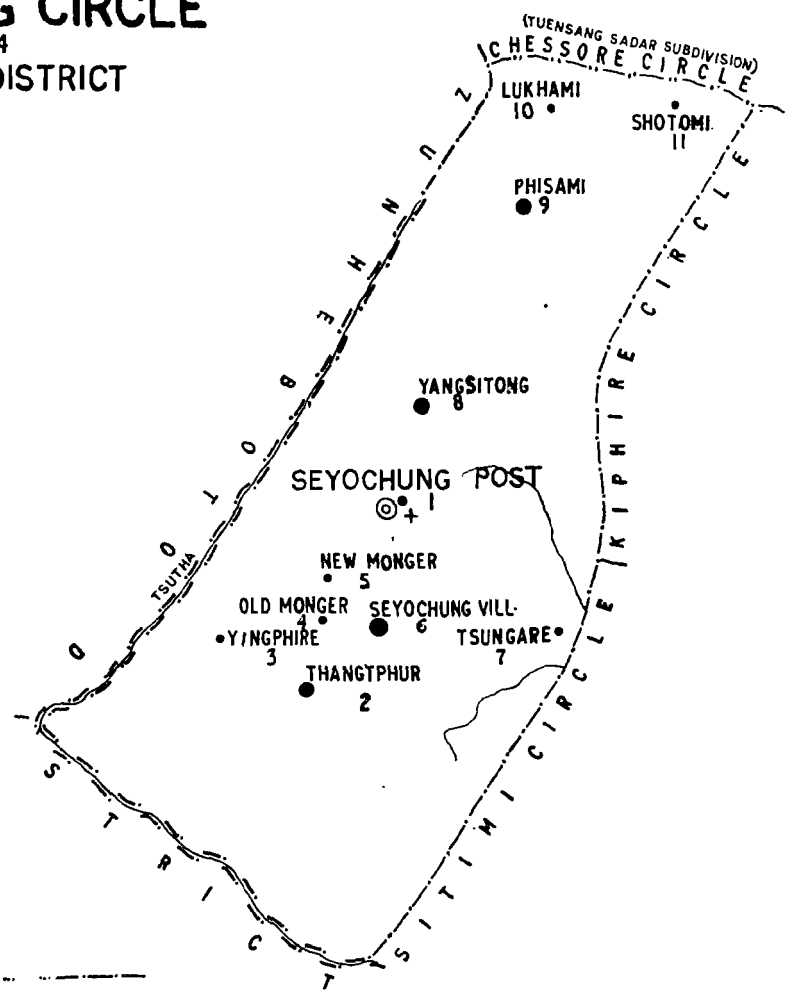 G CIRCLE
4
DISTRICT
(TUENSANG SADAR SUBDIVISION)
CHESSORE CIRCLE
LUKHAMI
10
SHOTOMI
11
PHISAMI
9
ZUNHEBOTO DISTRICT
KIPHIRE CIRCLE
YANGSITONG
8
SEYOCHUNG POST
1
TSUTHA
NEW MONGER
5
OLD MONGER
4
SEYOCHUNG VILL.
6
YINGPHIRE
3
TSUNGARE
7
THANGTPHUR
2
SITIMI CIRCLE